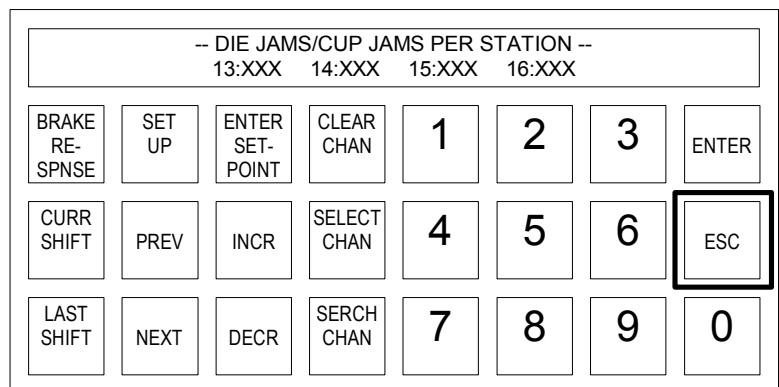 -- DIE JAMS/CUP JAMS PER STATION --
13:XXX 14:XXX 15:XXX 16:XXX
BRAKE
RE-
SPNSE
SET
UP
ENTER
SET-
POINT
CLEAR
CHAN
1
2
3
ENTER
CURR
SHIFT
PREV
INCR
SELECT
CHAN
4
5
6
ESC
LAST
SHIFT
NEXT
DECR
SERCH
CHAN
7
8
9
0